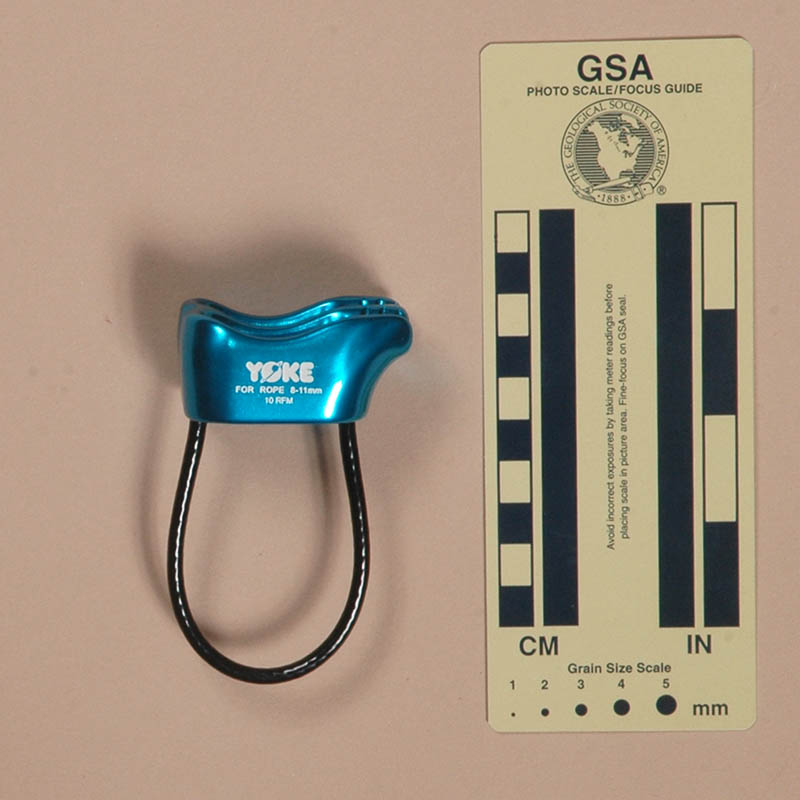 YOKE
FOR ROPE 8-11mm
10 RFM
GSA
PHOTO SCALE/FOCUS GUIDE
THE GEOLOGICAL SOCIETY OF AMERICA
· 1888 ·
®
Avoid incorrect exposures by taking meter readings before
placing scale in picture area. Fine-focus on GSA seal.
CM
IN
Grain Size Scale
1 2 3 4 5
mm